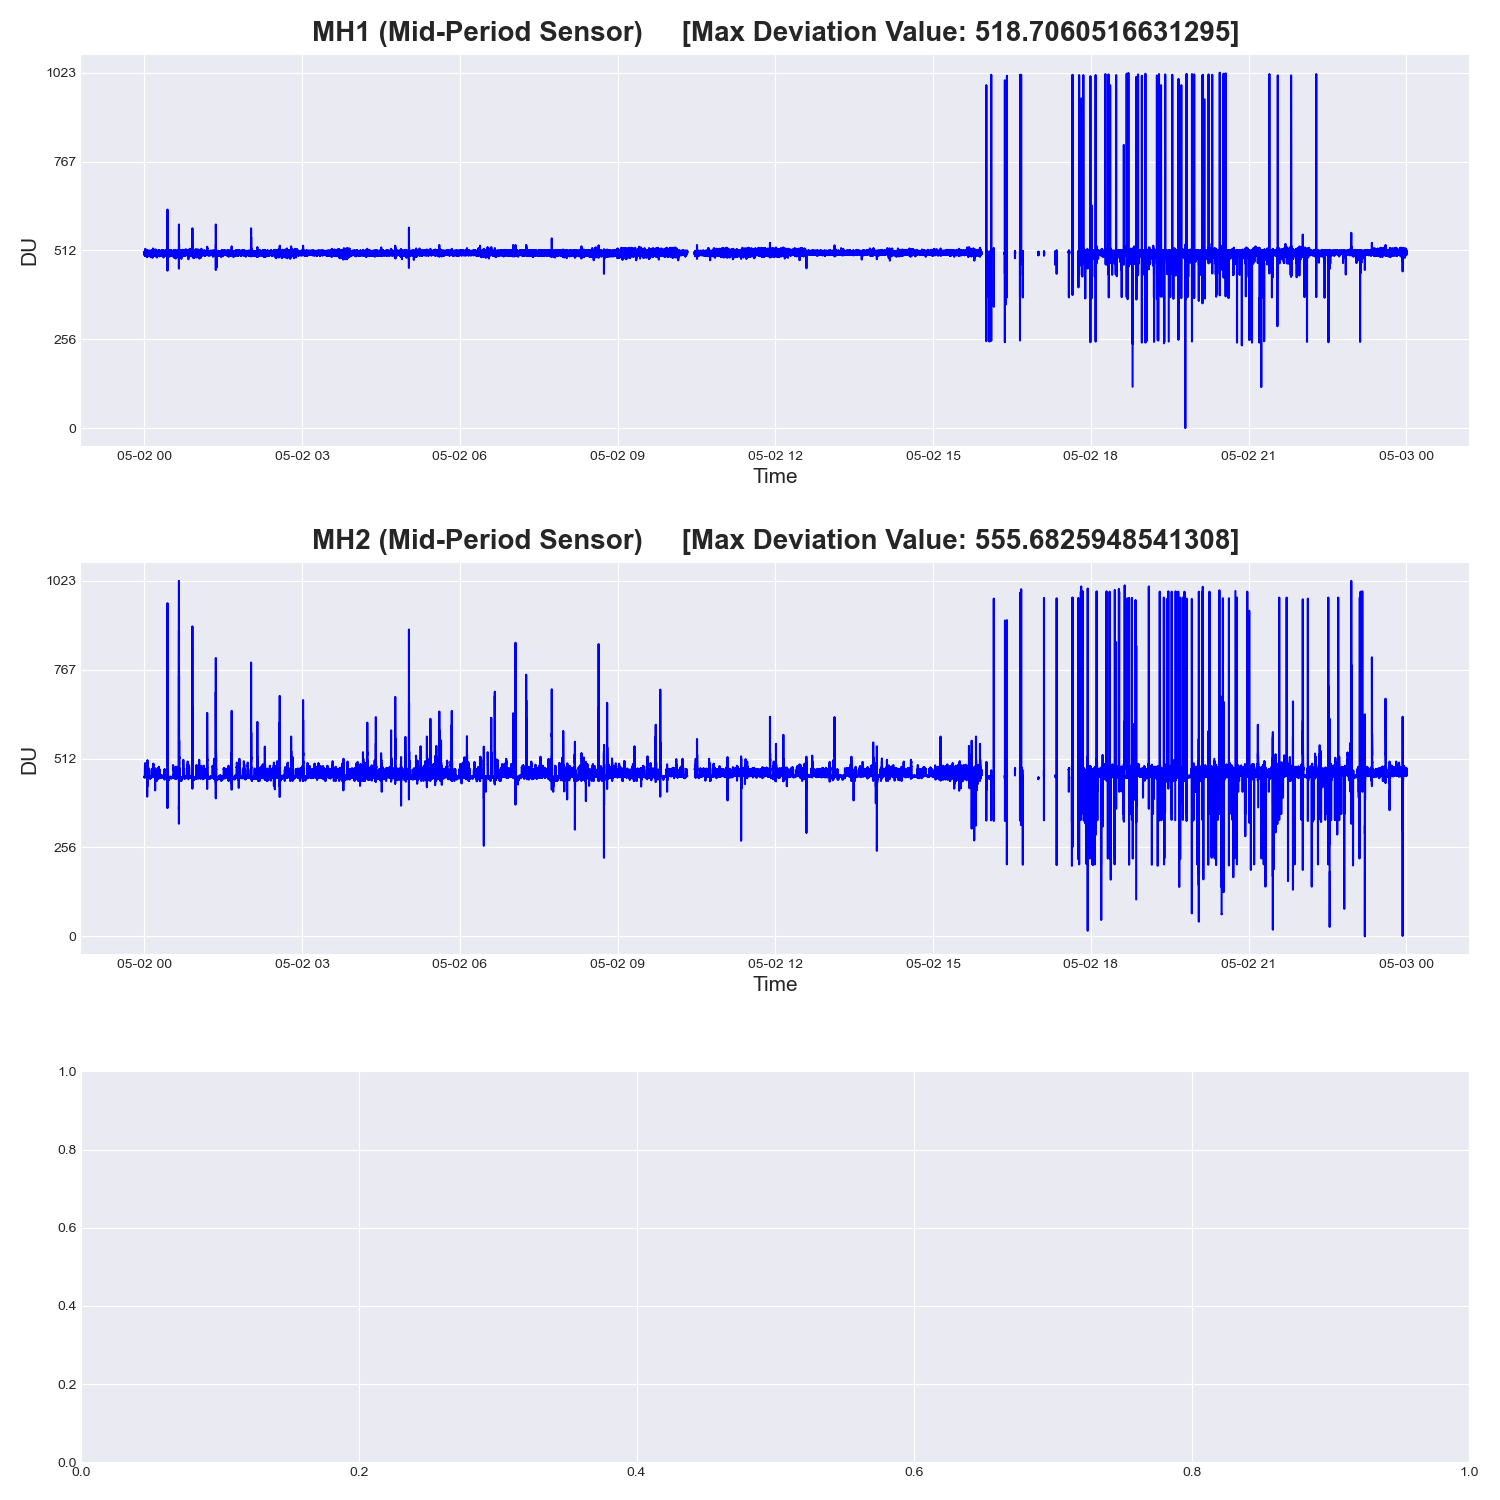 MH1 (Mid-Period Sensor) [Max Deviation Value: 518.7060516631295]
1023
767
512
256
0
DU
05-02 00 05-02 03 05-02 06 05-02 09 05-02 12 05-02 15 05-02 18 05-02 21 05-03 00
Time
MH2 (Mid-Period Sensor) [Max Deviation Value: 555.6825948541308]
1023
767
512
256
0
DU
05-02 00 05-02 03 05-02 06 05-02 09 05-02 12 05-02 15 05-02 18 05-02 21 05-03 00
Time
1.0
0.8
0.6
0.4
0.2
0.0
0.0 0.2 0.4 0.6 0.8 1.0